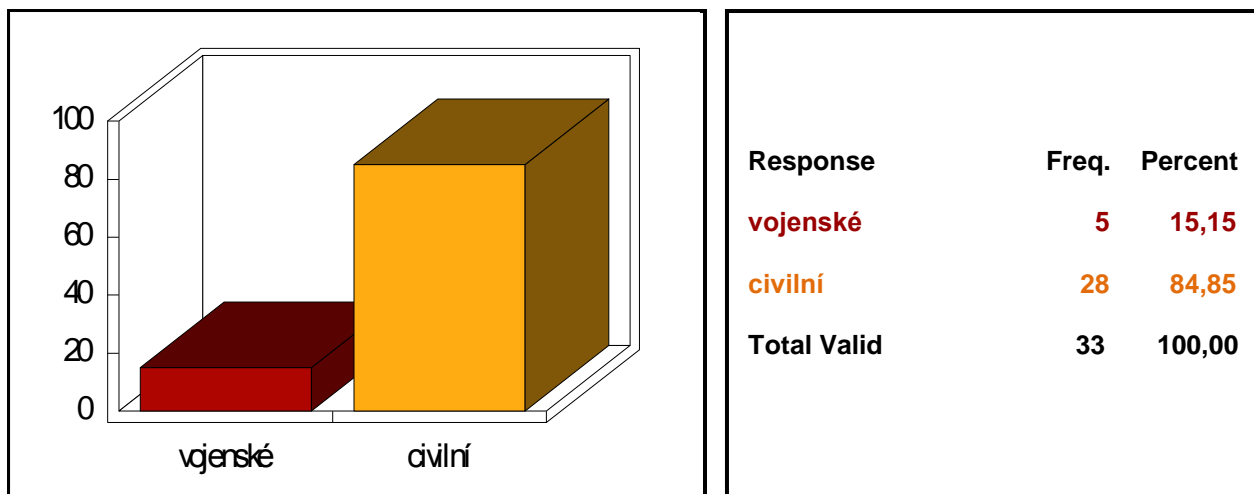 100
80
60
40
20
0
vojenské civilní
Response Freq. Percent
vojenské 5 15,15
civilní 28 84,85
Total Valid 33 100,00